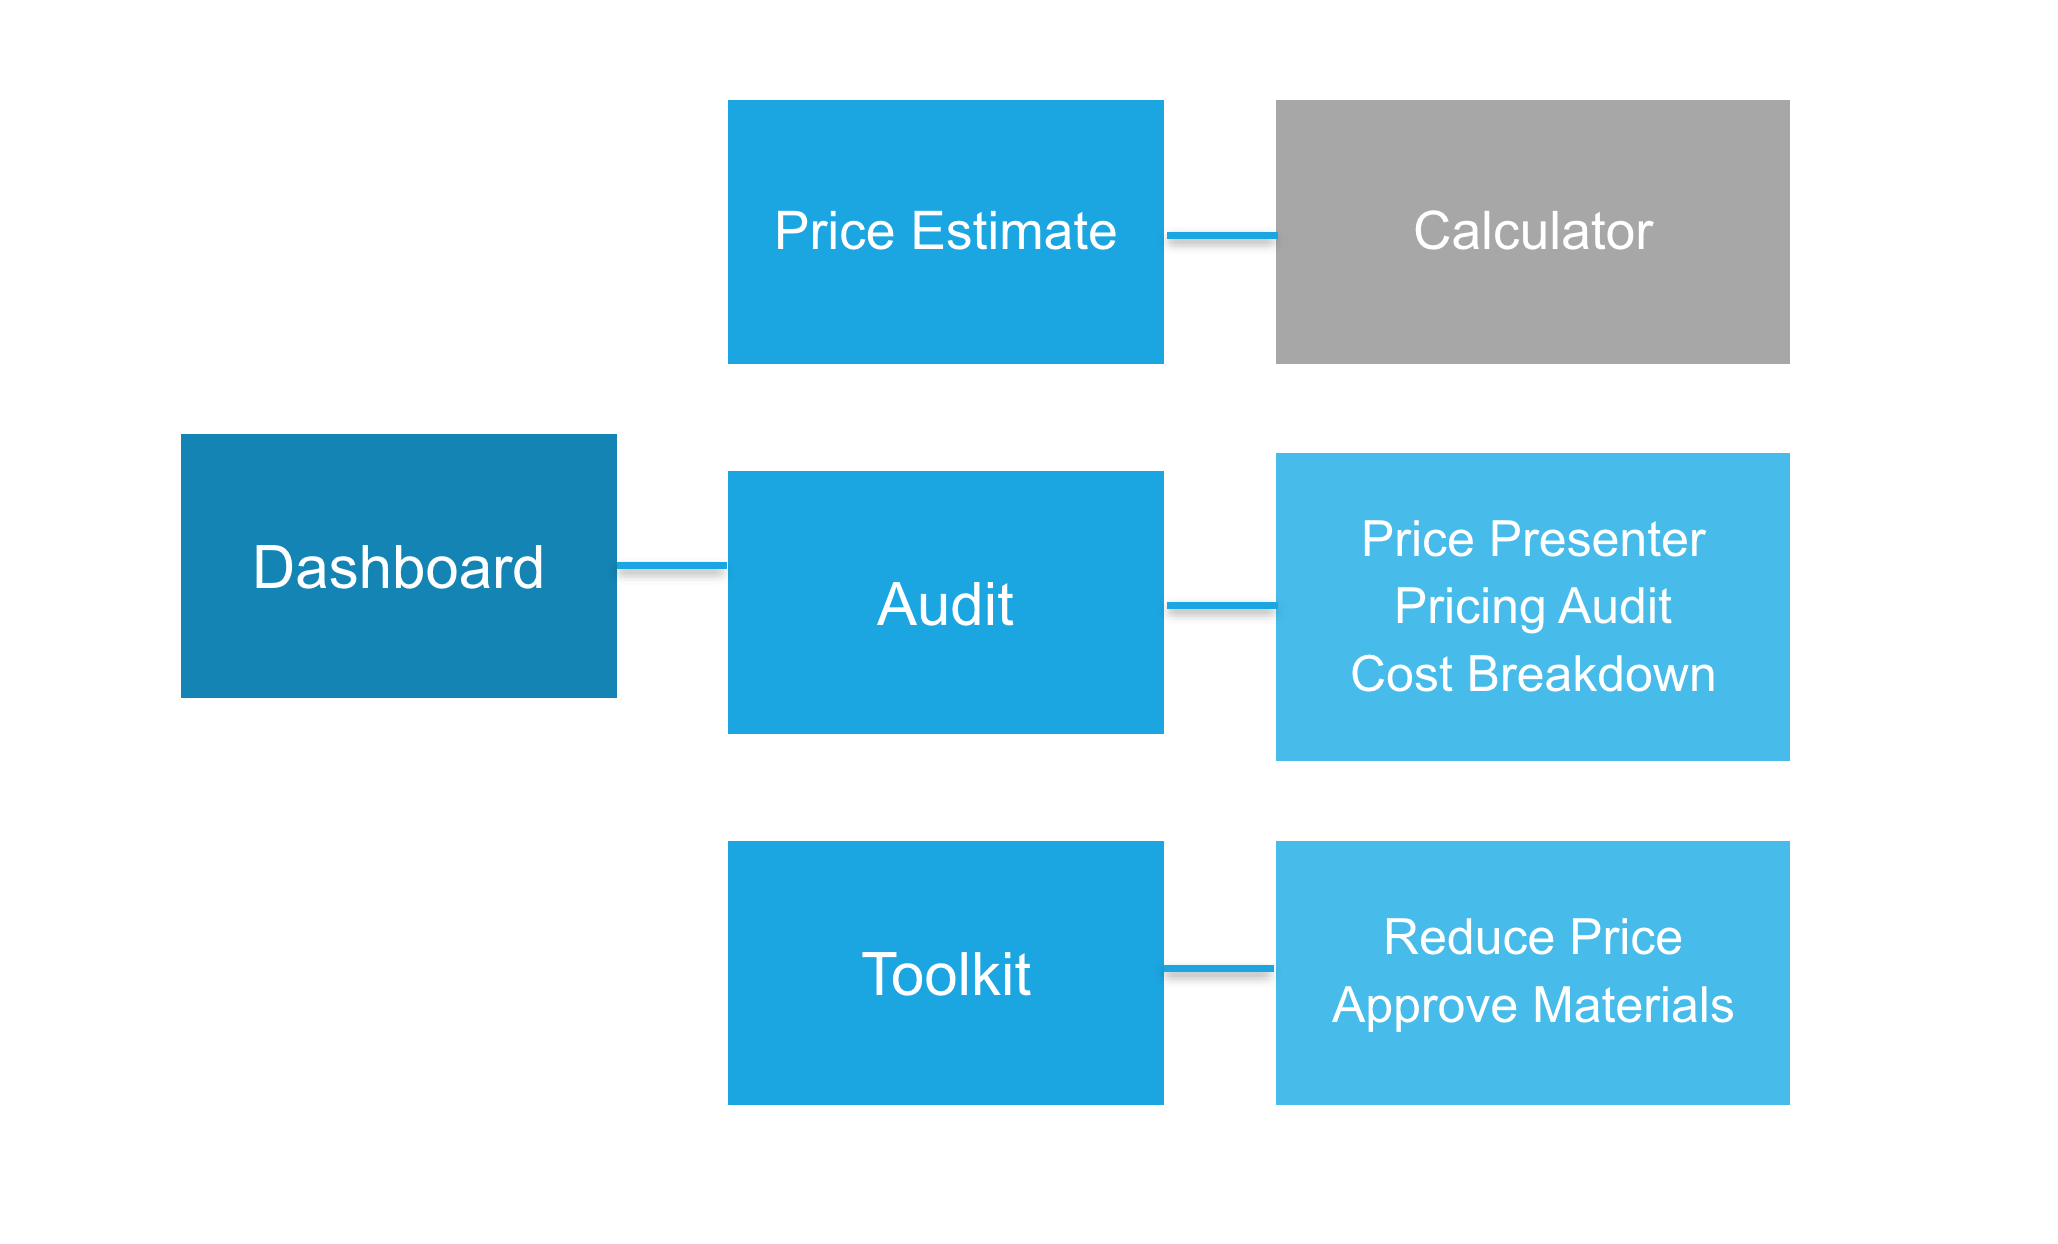 Price Estimate
Calculator
Dashboard
Audit
Price Presenter
Pricing Audit
Cost Breakdown
Toolkit
Reduce Price
Approve Materials